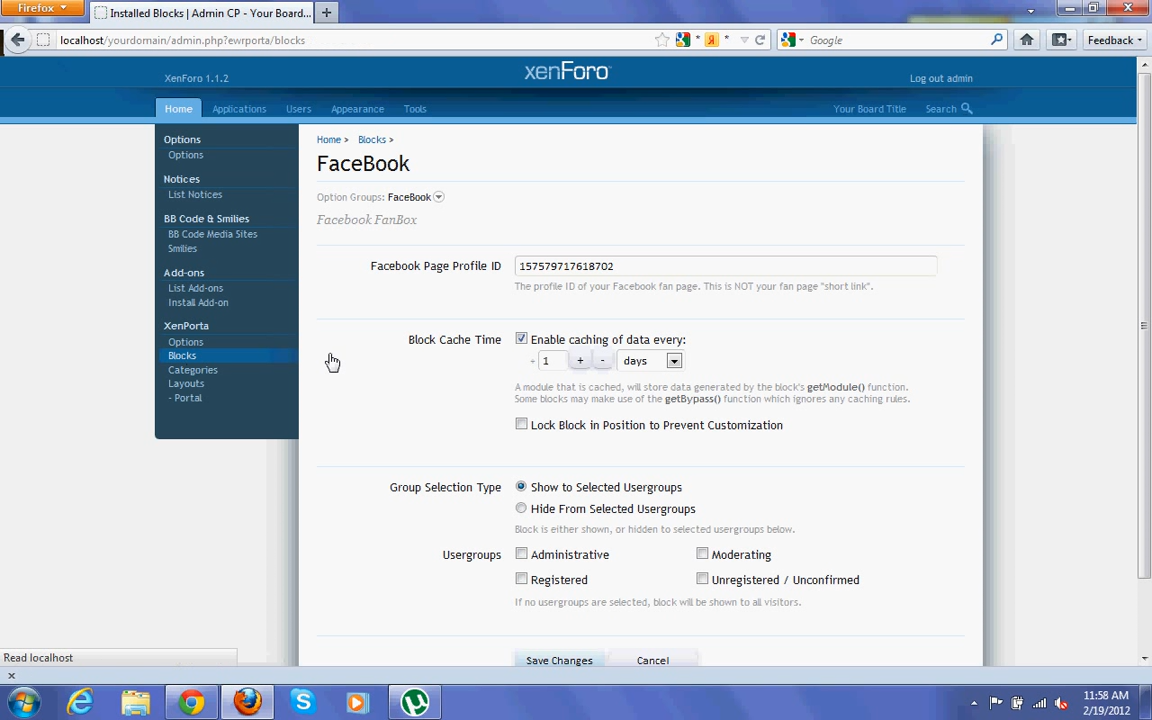 Firefox
Installed Blocks | Admin CP - Your Board...
localhost/yourdomain/admin.php?ewrporta/blocks
Google
Feedback
XenForo 1.1.2
xenForo
Log out admin
Home
Applications
Users
Appearance
Tools
Your Board Title
Search
Options
Options
Notices
List Notices
BB Code & Smilies
BB Code Media Sites
Smilies
Add-ons
List Add-ons
Install Add-on
XenPorta
Options
Blocks
Categories
Layouts
- Portal
Home > Blocks >
FaceBook
Option Groups: FaceBook
Facebook FanBox
Facebook Page Profile ID 157579717618702
The profile ID of your Facebook fan page. This is NOT your fan page "short link".
Block Cache Time Enable caching of data every:
+ 1 + - days
A module that is cached, will store data generated by the block's getModule() function.
Some blocks may make use of the getBypass() function which ignores any caching rules.
Lock Block in Position to Prevent Customization
Group Selection Type Show to Selected Usergroups
Hide From Selected Usergroups
Block is either shown, or hidden to selected usergroups below.
Usergroups Administrative Moderating
Registered Unregistered / Unconfirmed
If no usergroups are selected, block will be shown to all visitors.
Save Changes Cancel
Read localhost
11:58 AM
2/19/2012